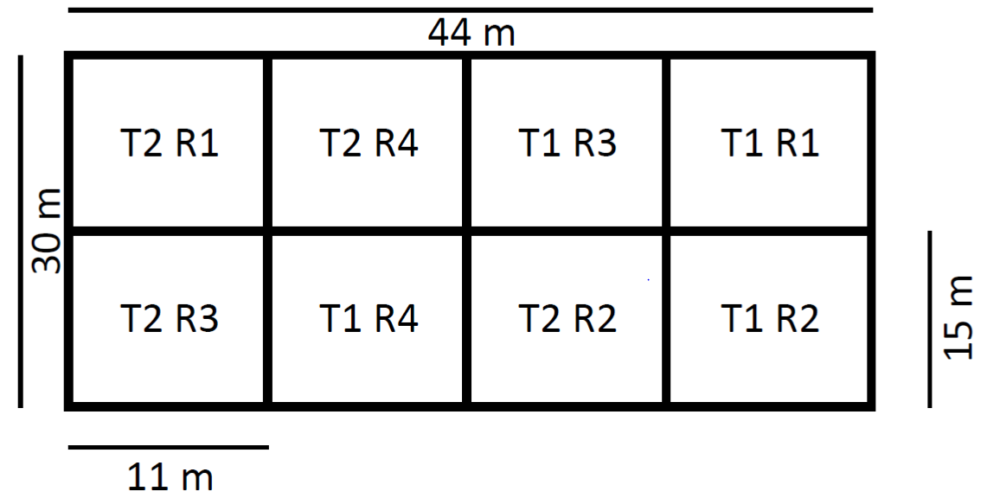 44 m
T2 R1
T2 R4
T1 R3
T1 R1
30 m
T2 R3
T1 R4
T2 R2
T1 R2
15 m
11 m